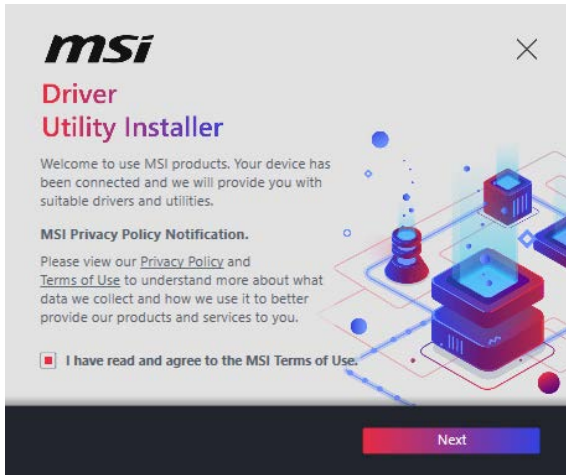 msi
Driver
Utility Installer
Welcome to use MSI products. Your device has
been connected and we will provide you with
suitable drivers and utilities.
MSI Privacy Policy Notification.
Please view our Privacy Policy and
Terms of Use to understand more about what
data we collect and how we use it to better
provide our products and services to you.
I have read and agree to the MSI Terms of Use.
Next